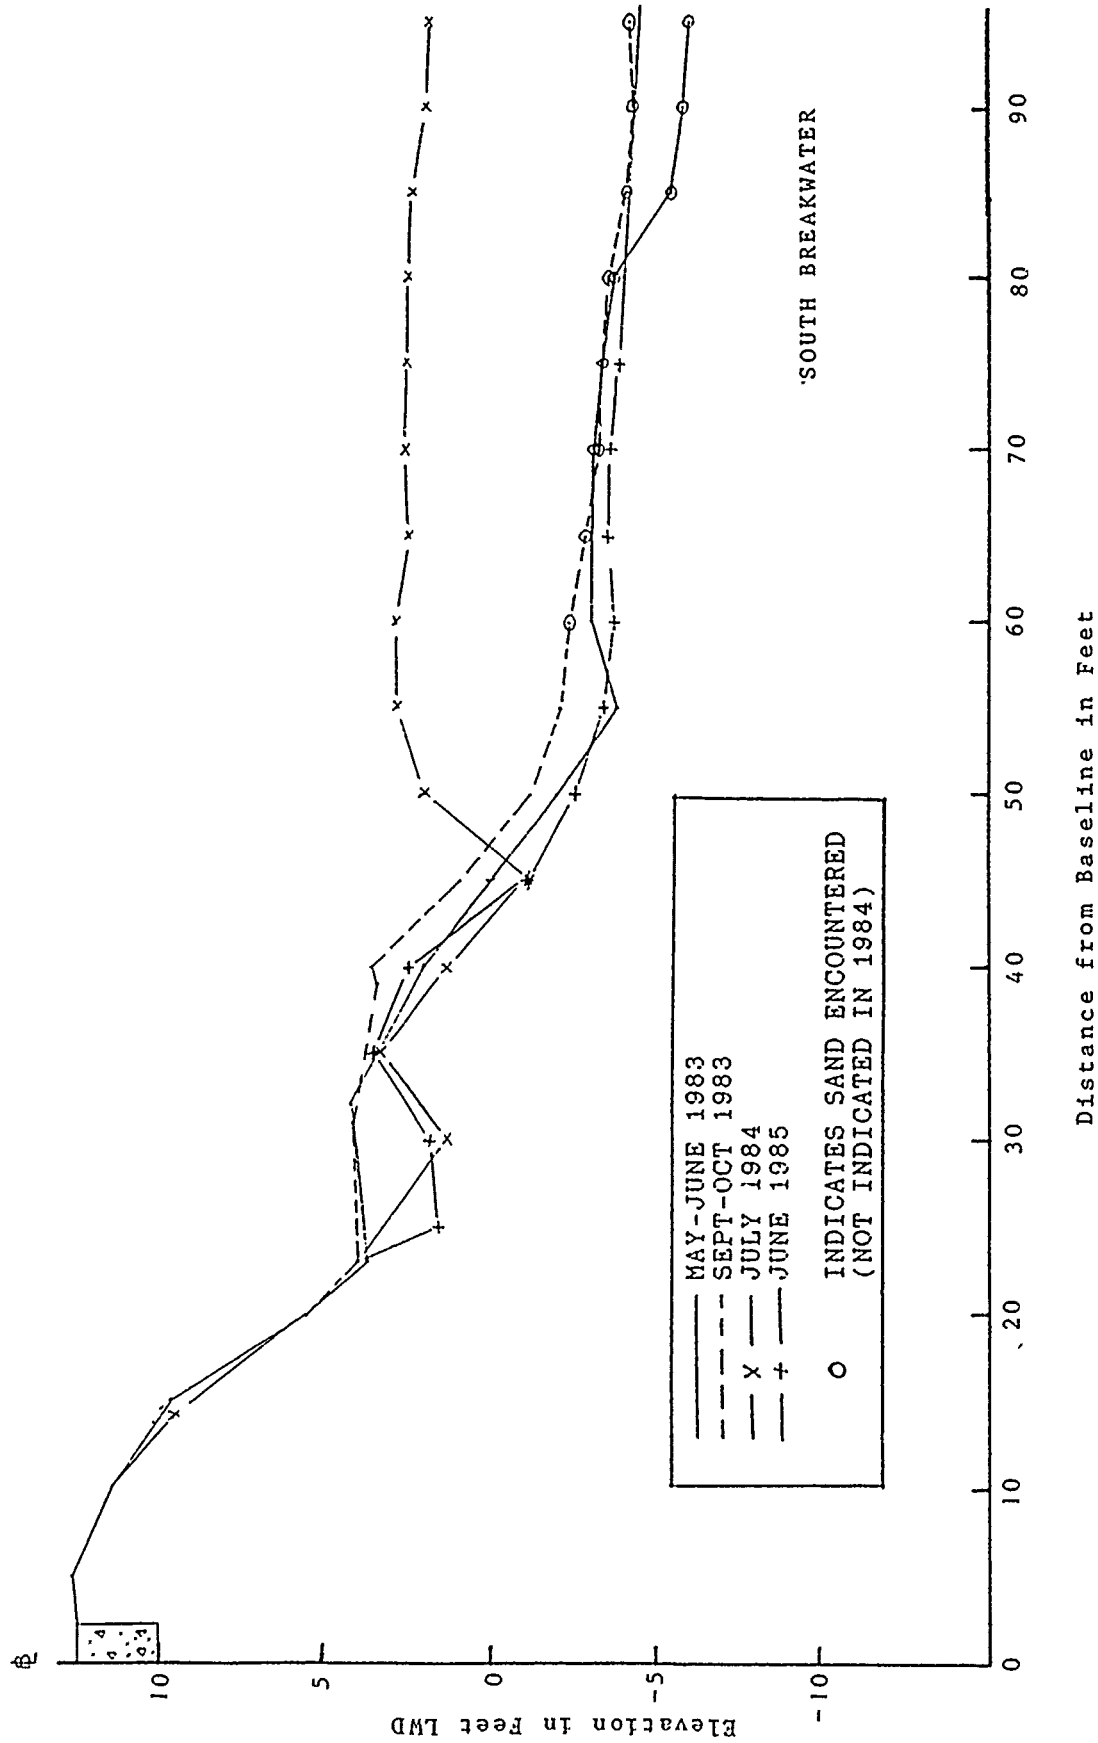 ℄
10
5
0
-5
-10
Elevation in Feet LWD
0
10
20
30
40
50
60
70
80
90
Distance from Baseline in Feet
SOUTH BREAKWATER
MAY-JUNE 1983
SEPT-OCT 1983
JULY 1984
JUNE 1985
INDICATES SAND ENCOUNTERED
(NOT INDICATED IN 1984)